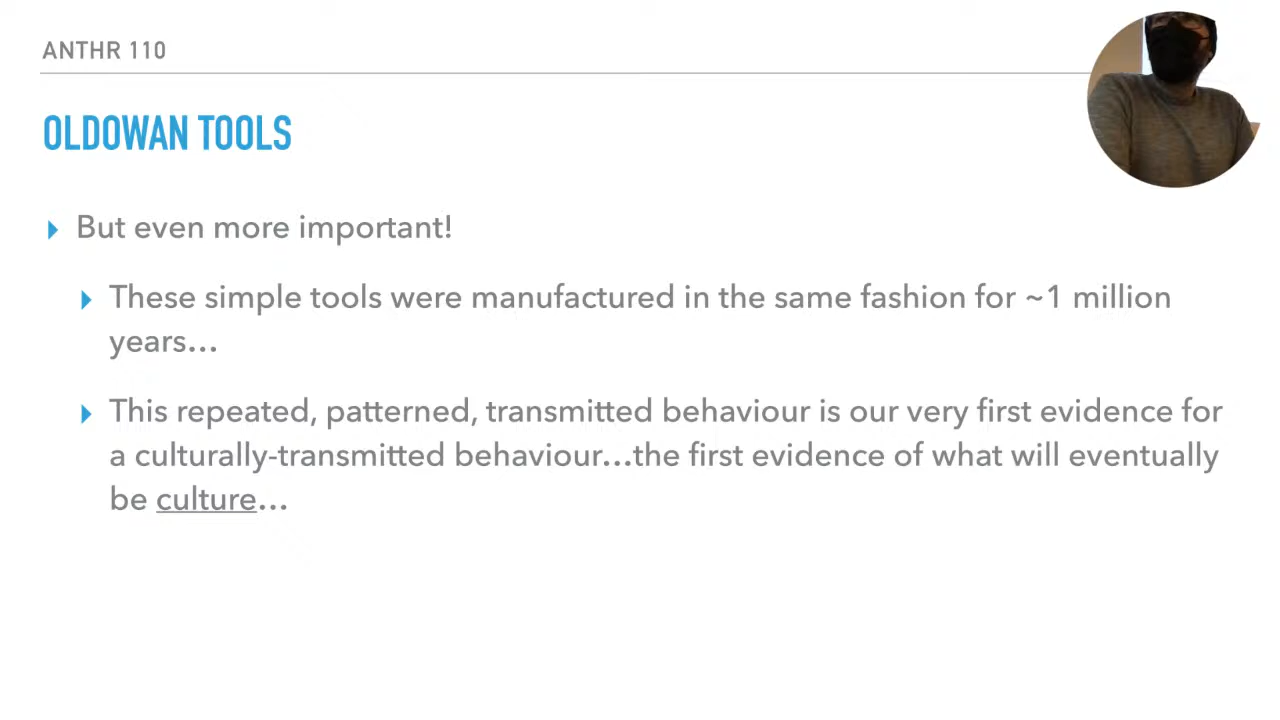 ANTHR 110
OLDOWAN TOOLS
But even more important!
These simple tools were manufactured in the same fashion for ~1 million
years…
This repeated, patterned, transmitted behaviour is our very first evidence for
a culturally-transmitted behaviour…the first evidence of what will eventually
be culture…